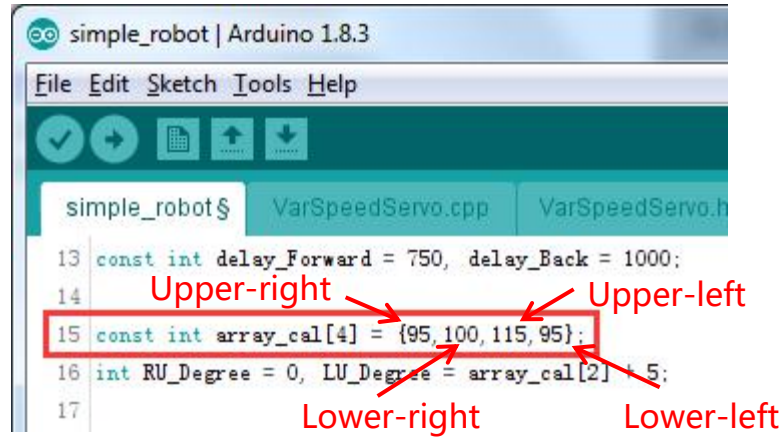 simple_robot | Arduino 1.8.3
File Edit Sketch Tools Help
simple_robot § VarSpeedServo.cpp VarSpeedServo.h
13 const int delay_Forward = 750, delay_Back = 1000;
14
Upper-right Upper-left
15 const int array_cal[4] = {95, 100, 115, 95};
16 int RU_Degree = 0, LU_Degree = array_cal[2] + 5;
17
Lower-right Lower-left